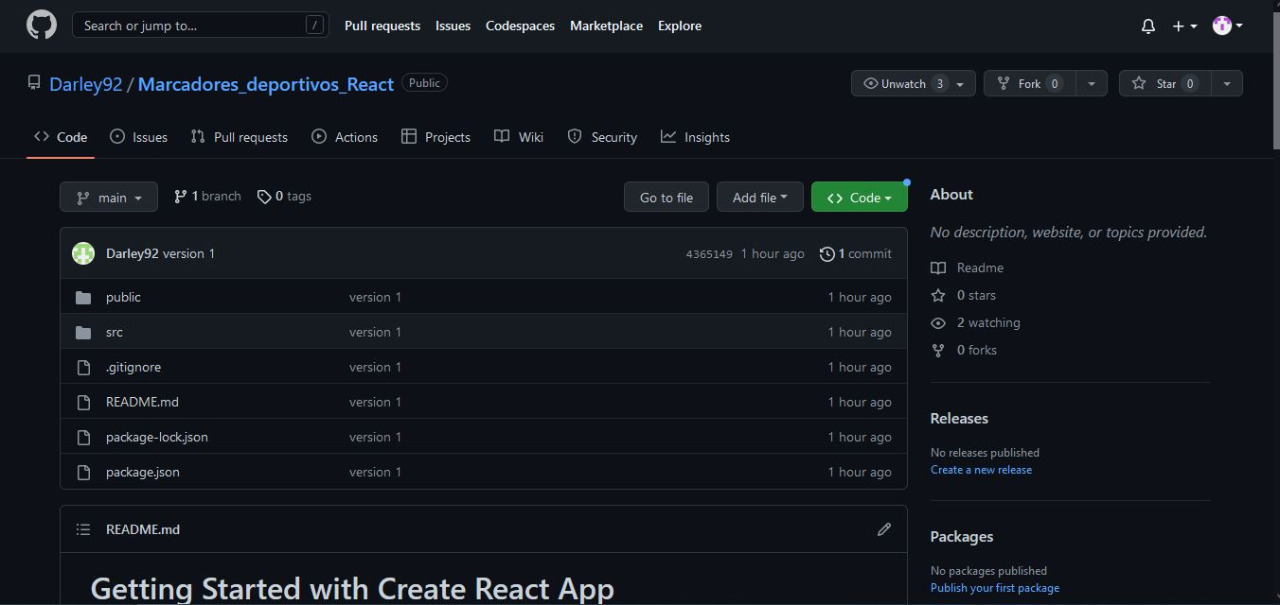 Search or jump to... /
Pull requests Issues Codespaces Marketplace Explore
Darley92 / Marcadores_deportivos_React Public
Unwatch 3 Fork 0 Star 0
Code Issues Pull requests Actions Projects Wiki Security Insights
main 1 branch 0 tags Go to file Add file Code
Darley92 version 1 4365149 1 hour ago 1 commit
public version 1 1 hour ago
src version 1 1 hour ago
.gitignore version 1 1 hour ago
README.md version 1 1 hour ago
package-lock.json version 1 1 hour ago
package.json version 1 1 hour ago
README.md
Getting Started with Create React App
About
No description, website, or topics provided.
Readme
0 stars
2 watching
0 forks
Releases
No releases published
Create a new release
Packages
No packages published
Publish your first package